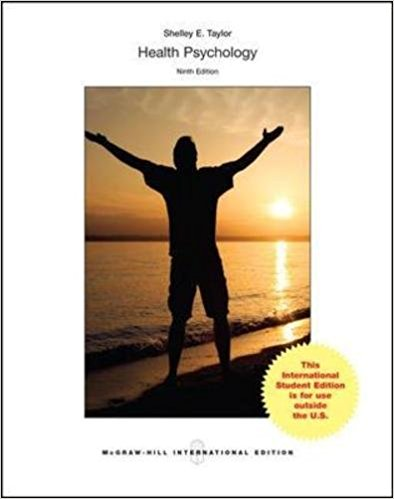 Shelley E. Taylor
Health Psychology
Ninth Edition
This
International
Student Edition
is for use
outside
the U.S.
McGRAW-HILL INTERNATIONAL EDITION